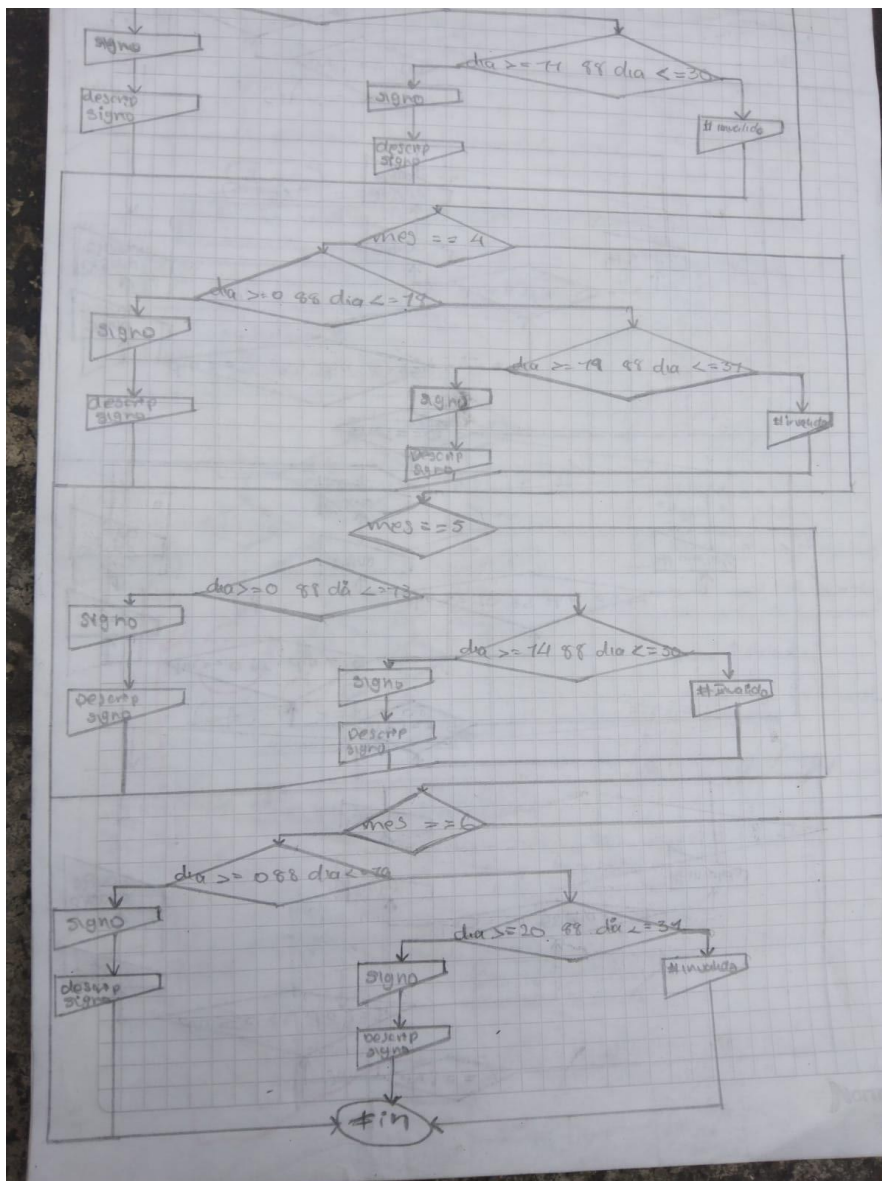 signo
dia >= 11 && dia <= 30
descrip
signo
signo
# invalido
descrip
signo
mes == 4
dia >= 0 && dia <= 18
signo
dia >= 19 && dia <= 31
signo
descrip
signo
# invalido
Descrip
signo
mes == 5
dia >= 0 && dia <= 13
signo
dia >= 14 && dia <= 30
signo
# invalido
Descrip
signo
Descrip
signo
mes == 6
dia >= 0 && dia <= 19
signo
dia >= 20 && dia <= 31
signo
# invalido
descrip
signo
Descrip
signo
fin